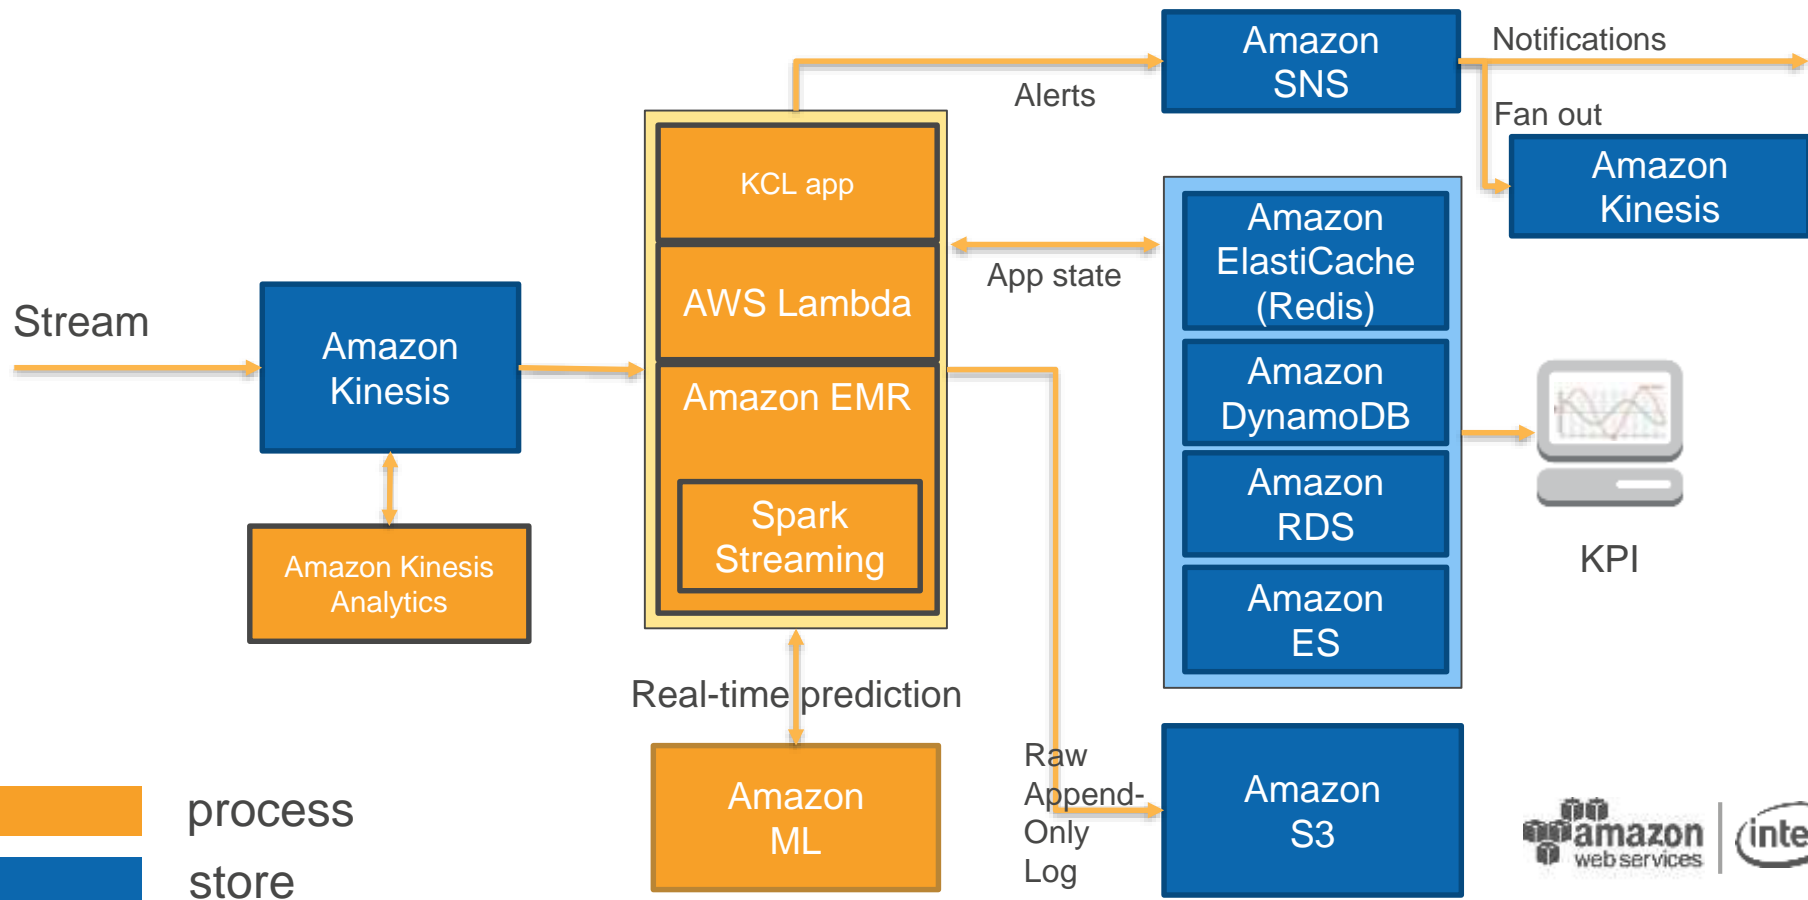 Stream
Amazon
Kinesis
Amazon Kinesis
Analytics
KCL app
AWS Lambda
Amazon EMR
Spark
Streaming
Real-time prediction
Amazon
ML
Alerts
Amazon
SNS
Notifications
Fan out
Amazon
Kinesis
App state
Amazon
ElastiCache
(Redis)
Amazon
DynamoDB
Amazon
RDS
Amazon
ES
KPI
Raw
Append-
Only
Log
Amazon
S3
process
store
amazon
web services
inte